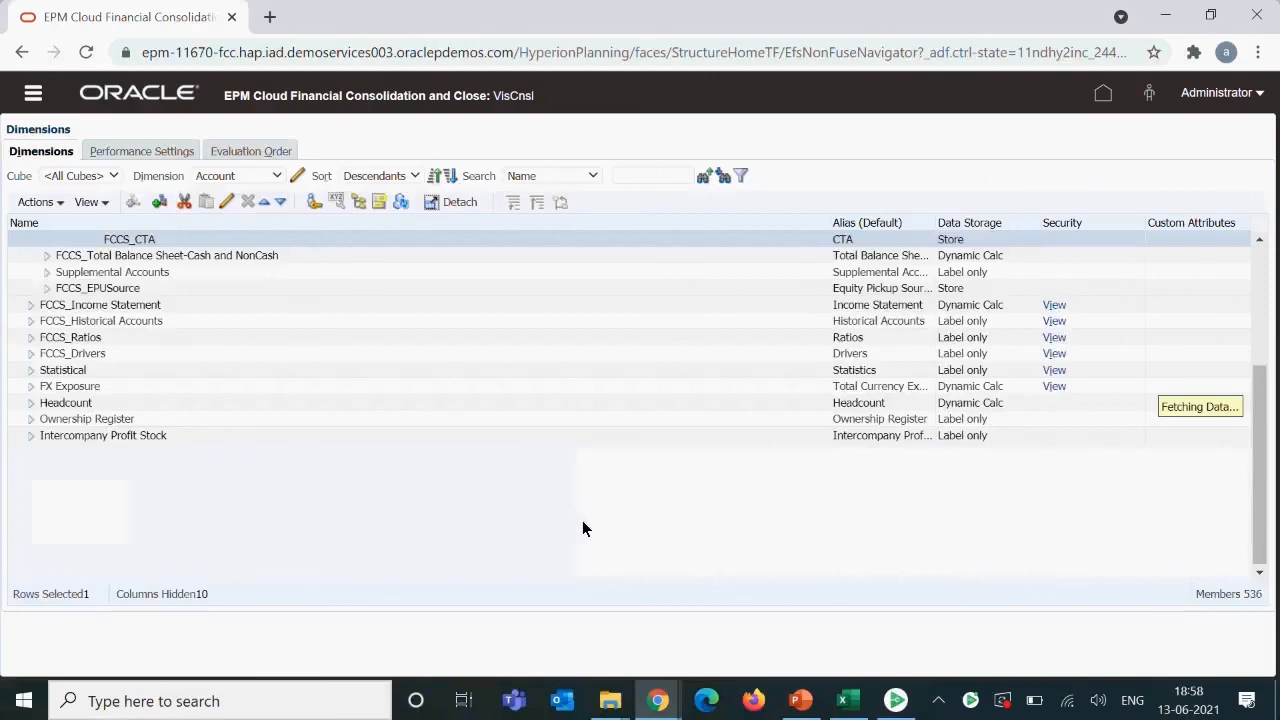 EPM Cloud Financial Consolidatio
epm-11670-fcc.hap.iad.demoservices003.oraclepdemos.com/HyperionPlanning/faces/StructureHomeTF/EfsNonFuseNavigator?_adf.ctrl-state=11ndhy2inc_244...
a
ORACLE EPM Cloud Financial Consolidation and Close: VisCnsl Administrator
Dimensions
Dimensions Performance Settings Evaluation Order
Cube <All Cubes> Dimension Account Sort Descendants Search Name
Actions View XYZ Detach
Name Alias (Default) Data Storage Security Custom Attributes
FCCS_CTA CTA Store
FCCS_Total Balance Sheet-Cash and NonCash Total Balance She... Dynamic Calc
Supplemental Accounts Supplemental Acc... Label only
FCCS_EPUSource Equity Pickup Sour... Store
FCCS_Income Statement Income Statement Dynamic Calc View
FCCS_Historical Accounts Historical Accounts Label only View
FCCS_Ratios Ratios Label only View
FCCS_Drivers Drivers Label only View
Statistical Statistics Label only View
FX Exposure Total Currency Ex... Dynamic Calc View
Headcount Headcount Dynamic Calc
Fetching Data...
Ownership Register Ownership Register Label only
Intercompany Profit Stock Intercompany Prof... Label only
Rows Selected1 Columns Hidden10 Members 536
Type here to search
ENG
18:58
13-06-2021